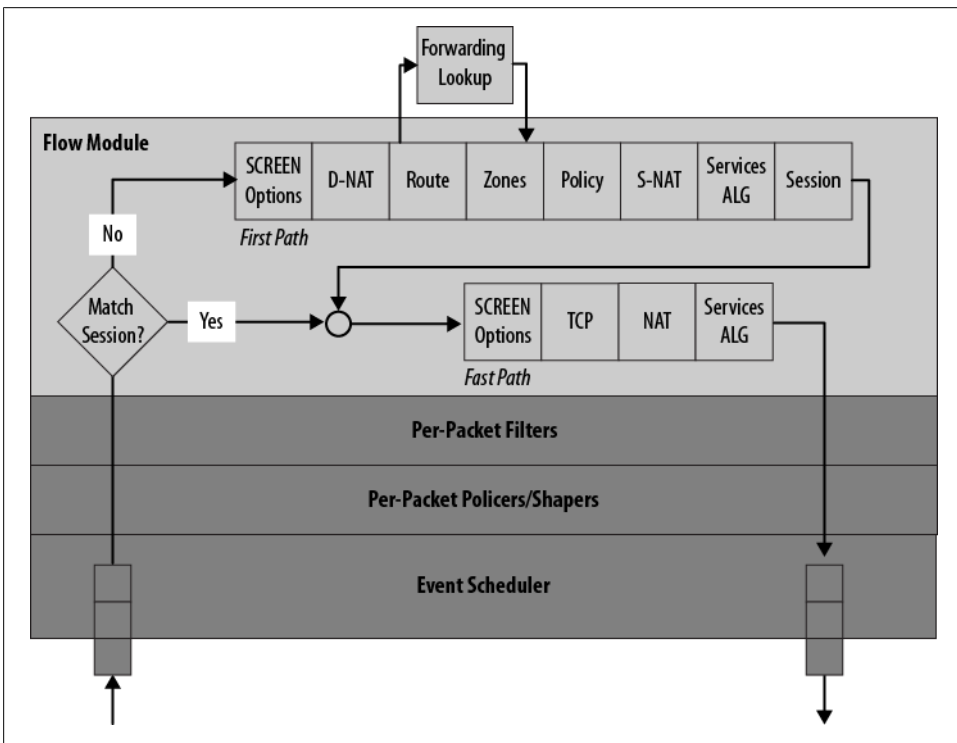 Forwarding
Lookup
Flow Module
SCREEN
Options
D-NAT
Route
Zones
Policy
S-NAT
Services
ALG
Session
First Path
No
Match
Session?
Yes
SCREEN
Options
TCP
NAT
Services
ALG
Fast Path
Per-Packet Filters
Per-Packet Policers/Shapers
Event Scheduler